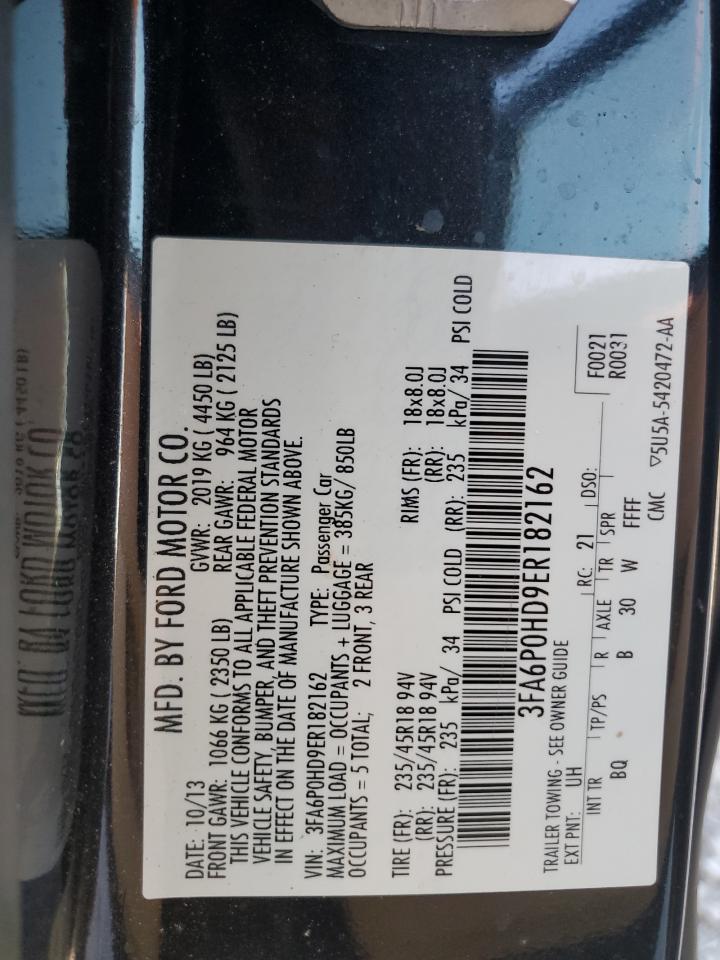 MFD. BY FORD MOTOR CO.
DATE: 10/13 GVWR: 2019 KG ( 4450 LB)
FRONT GAWR: 1066 KG ( 2350 LB) REAR GAWR: 964 KG ( 2125 LB)
THIS VEHICLE CONFORMS TO ALL APPLICABLE FEDERAL MOTOR
VEHICLE SAFETY, BUMPER, AND THEFT PREVENTION STANDARDS
IN EFFECT ON THE DATE OF MANUFACTURE SHOWN ABOVE.
VIN: 3FA6P0HD9ER182162 TYPE: Passenger Car
MAXIMUM LOAD = OCCUPANTS + LUGGAGE = 385KG/ 850LB
OCCUPANTS = 5 TOTAL; 2 FRONT, 3 REAR
TIRE (FR): 235/45R18 94V RIMS (FR): 18x8.0J
(RR): 235/45R18 94V (RR): 18x8.0J
PRESSURE (FR): 235 kPa/ 34 PSI COLD (RR): 235 kPa/ 34 PSI COLD
3FA6P0HD9ER182162
TRAILER TOWING - SEE OWNER GUIDE
EXT PNT: UH RC: 21 DSO: F0021
R0031
INT TR TP/PS R AXLE TR SPR
BQ B 30 W FFFF
CMC ▽5U5A-5420472-AA